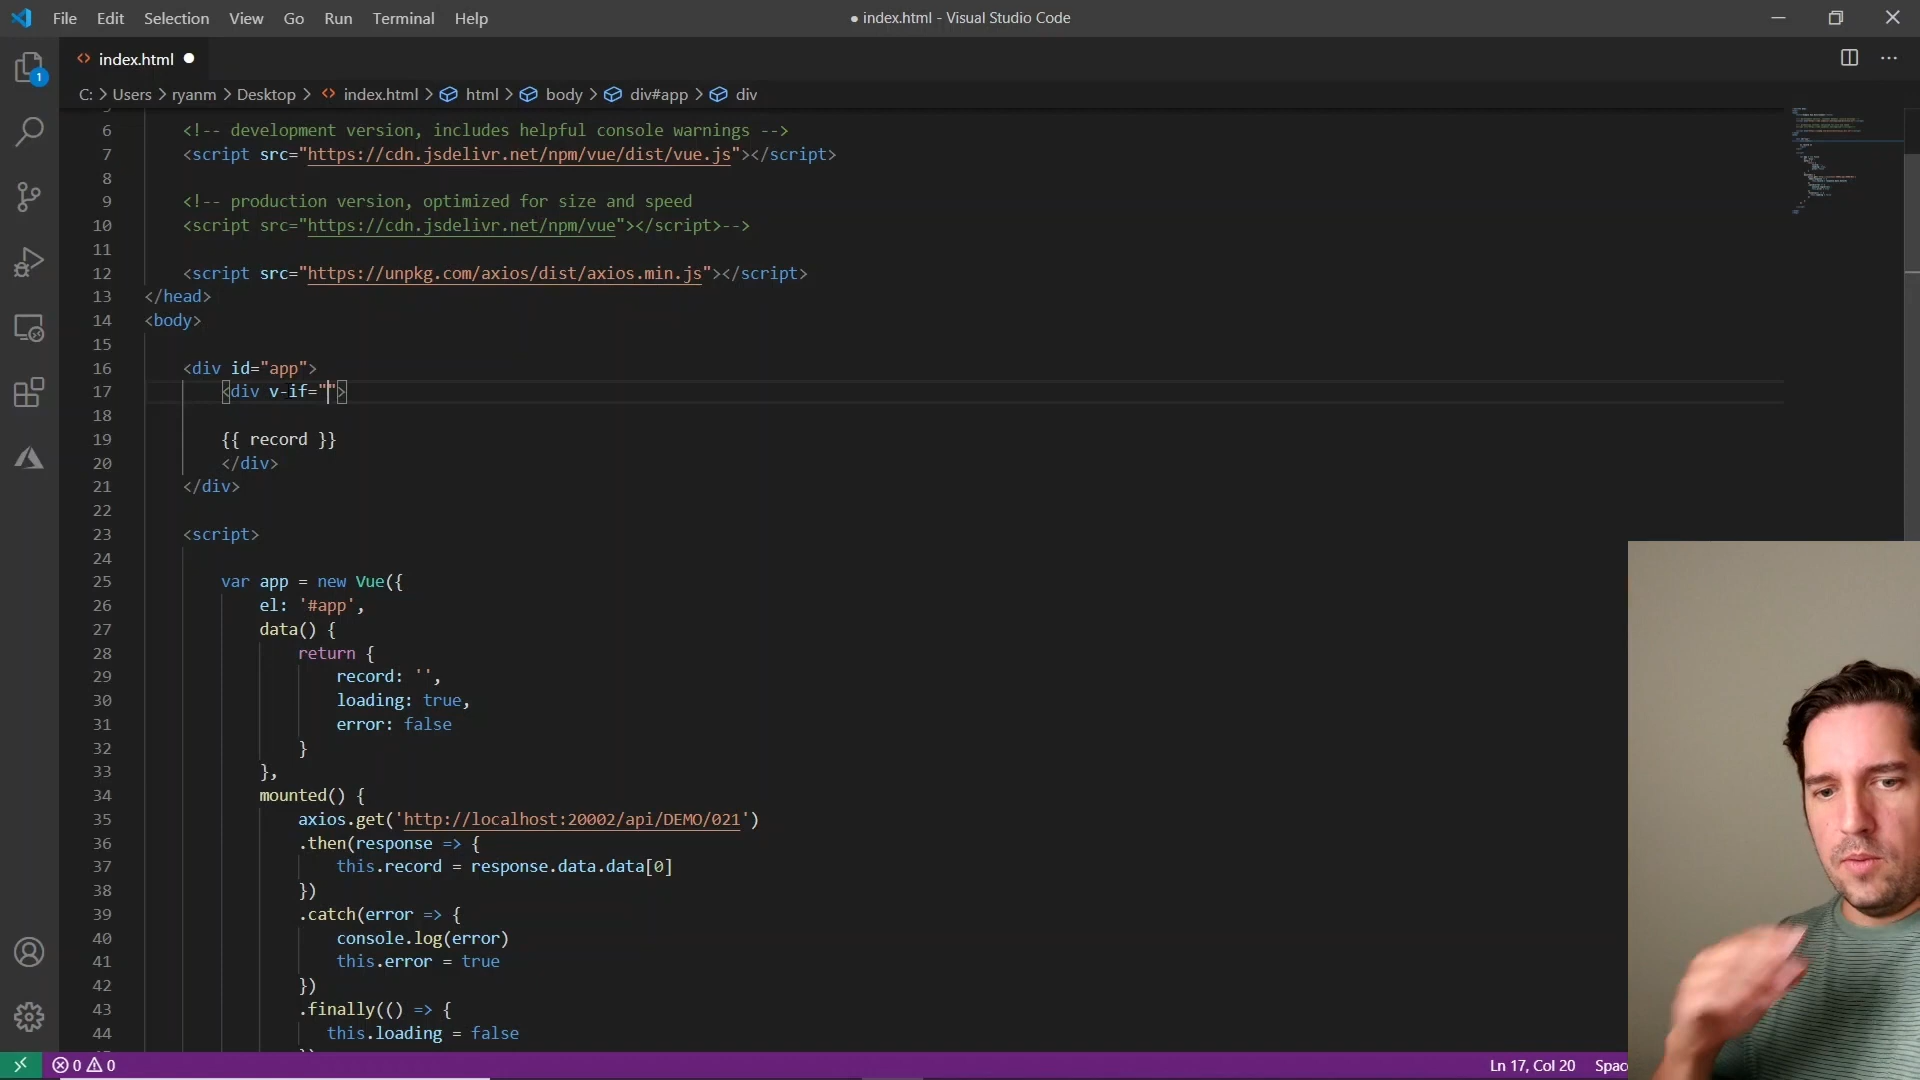 File Edit Selection View Go Run Terminal Help
● index.html - Visual Studio Code
index.html
1
C: > Users > ryanm > Desktop > index.html > html > body > div#app > div
6 <!-- development version, includes helpful console warnings -->
7 <script src="https://cdn.jsdelivr.net/npm/vue/dist/vue.js"></script>
8
9 <!-- production version, optimized for size and speed
10 <script src="https://cdn.jsdelivr.net/npm/vue"></script>-->
11
12 <script src="https://unpkg.com/axios/dist/axios.min.js"></script>
13 </head>
14 <body>
15
16 <div id="app">
17 <div v-if="">
18
19 {{ record }}
20 </div>
21 </div>
22
23 <script>
24
25 var app = new Vue({
26 el: '#app',
27 data() {
28 return {
29 record: '',
30 loading: true,
31 error: false
32 }
33 },
34 mounted() {
35 axios.get('http://localhost:20002/api/DEMO/021')
36 .then(response => {
37 this.record = response.data.data[0]
38 })
39 .catch(error => {
40 console.log(error)
41 this.error = true
42 })
43 .finally(() => {
44 this.loading = false
0 0
Ln 17, Col 20